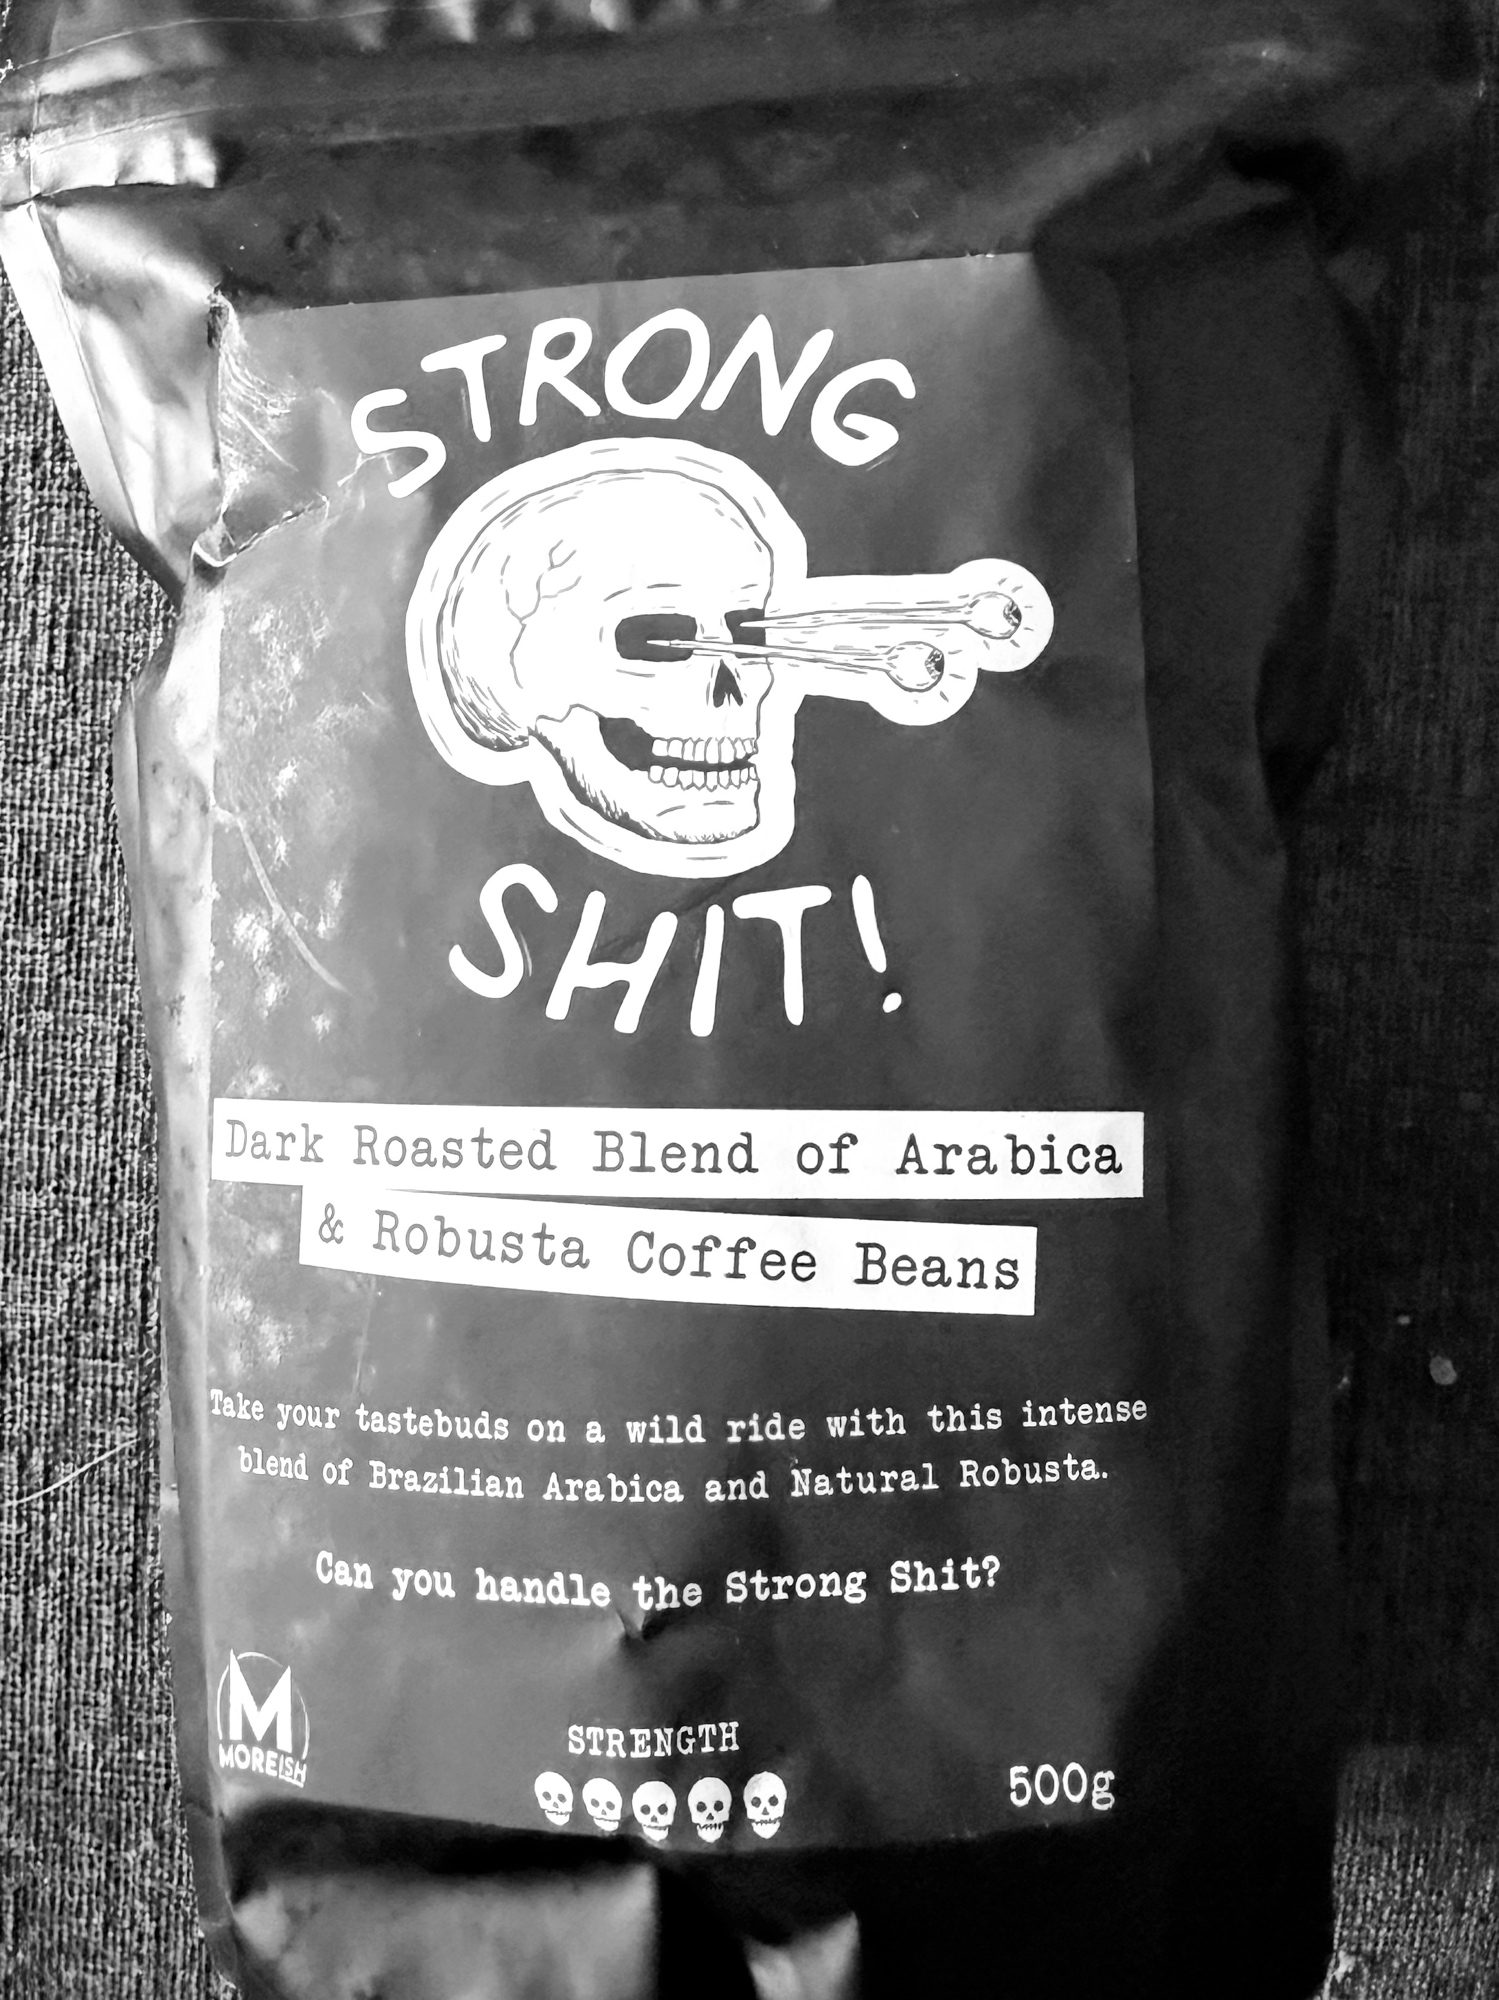 STRONG
SHIT!
Dark Roasted Blend of Arabica
& Robusta Coffee Beans
Take your tastebuds on a wild ride with this intense
blend of Brazilian Arabica and Natural Robusta.
Can you handle the Strong Shit?
M
MOREISH
STRENGTH
500g